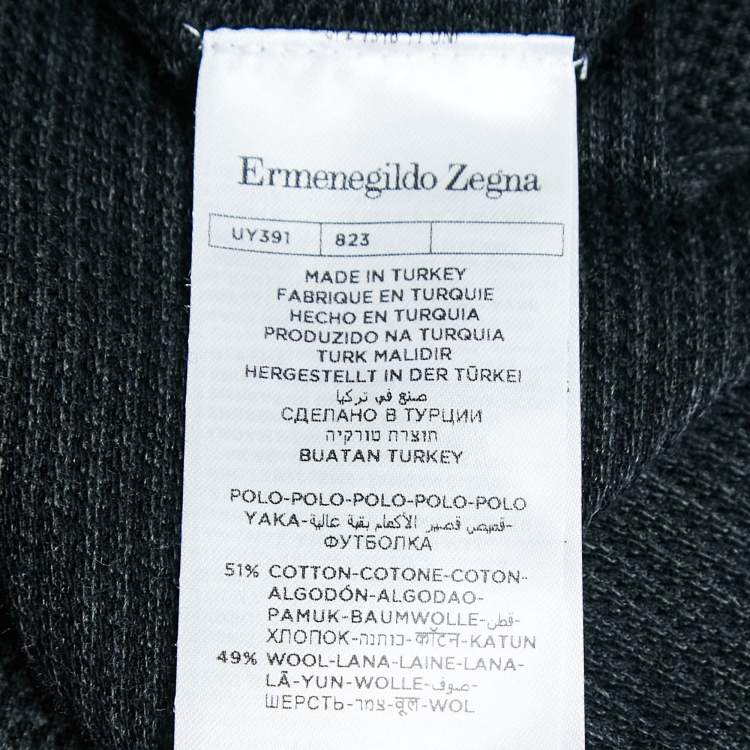 Ermenegildo Zegna
UY391 823
MADE IN TURKEY
FABRIQUE EN TURQUIE
HECHO EN TURQUIA
PRODUZIDO NA TURQUIA
TURK MALIDIR
HERGESTELLT IN DER TÜRKEI
صنع في تركيا
СДЕЛАНО В ТУРЦИИ
תוצרת טורקיה
BUATAN TURKEY
POLO-POLO-POLO-POLO-POLO
YAKA-قميص قصير الأكمام بقبة عالية-
ФУТБОЛКА
51% COTTON-COTONE-COTON-
ALGODÓN-ALGODAO-
PAMUK-BAUMWOLLE-قطن-
ХЛОПОК-כותנה-कॉटन-KATUN
49% WOOL-LANA-LAINE-LANA-
LÃ-YUN-WOLLE-صوف-
ШЕРСТЬ-צמר-वूल-WOL